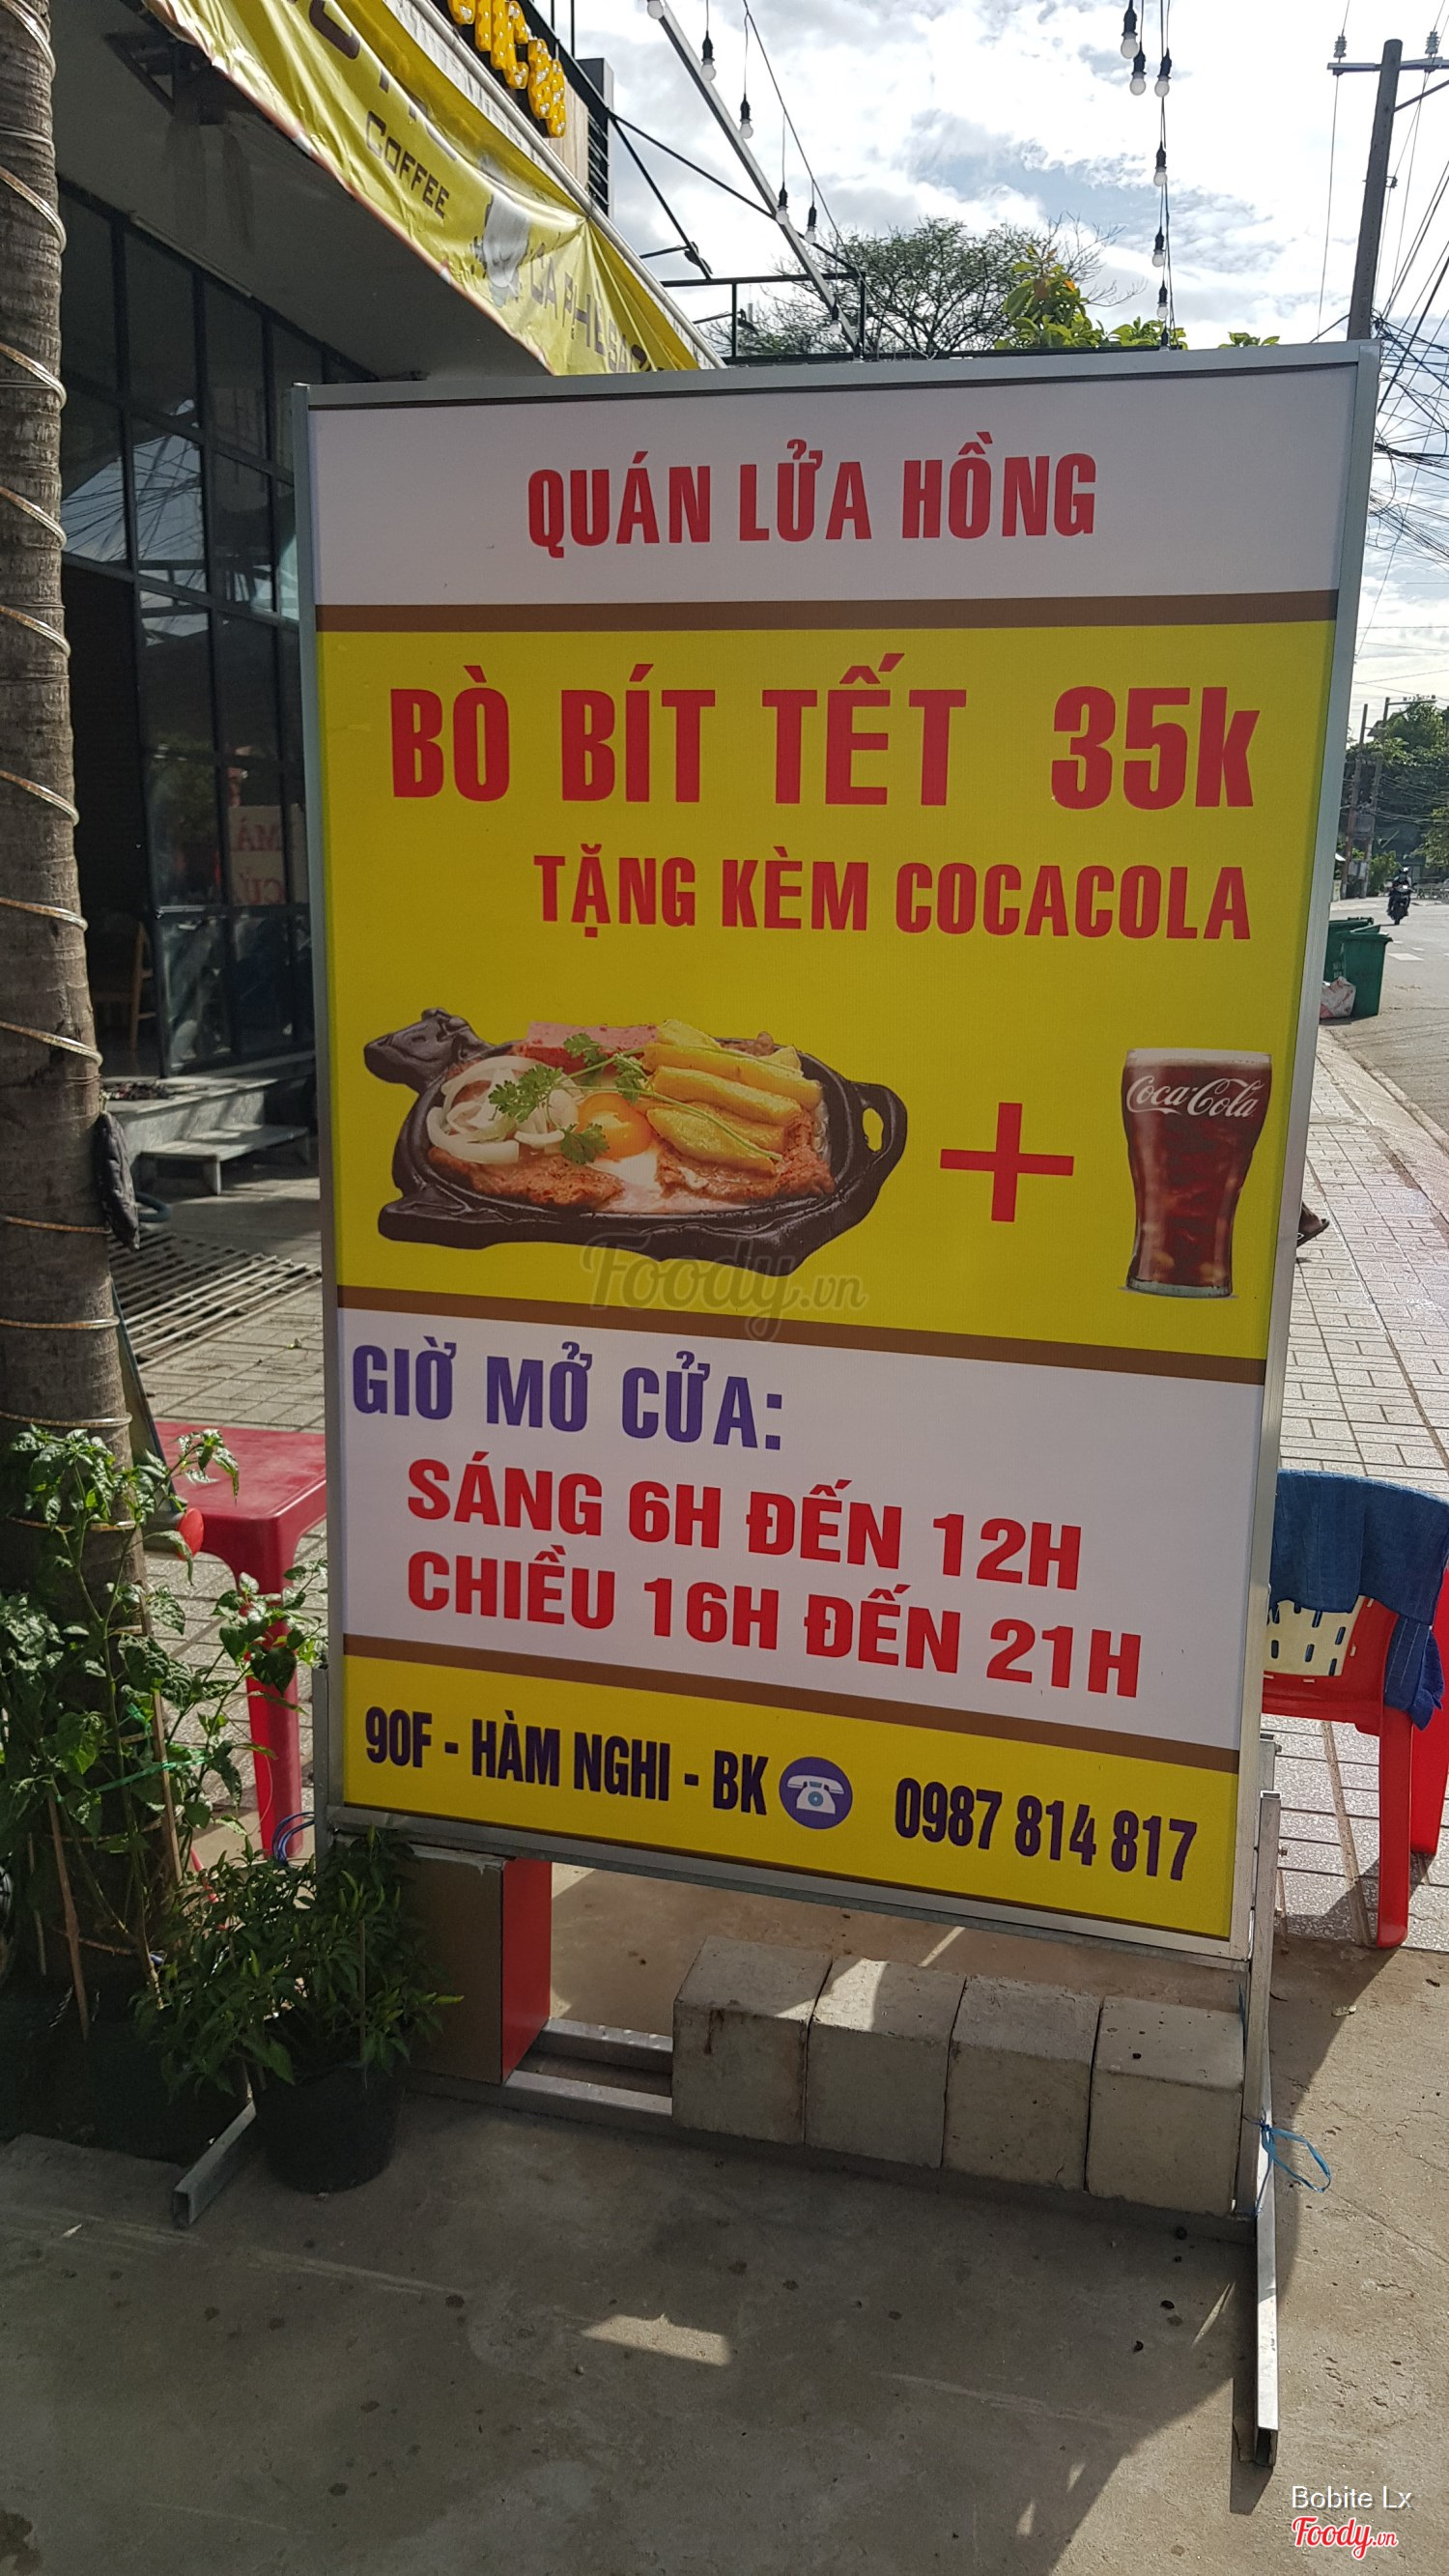 COFFEE
QUÁN LỬA HỒNG
BÒ BÍT TẾT 35k
TẶNG KÈM COCACOLA
Coca-Cola
Foody.vn
GIỜ MỞ CỬA:
SÁNG 6H ĐẾN 12H
CHIỀU 16H ĐẾN 21H
90F - HÀM NGHI - BK 0987 814 817
Bobite Lx
Foody.vn